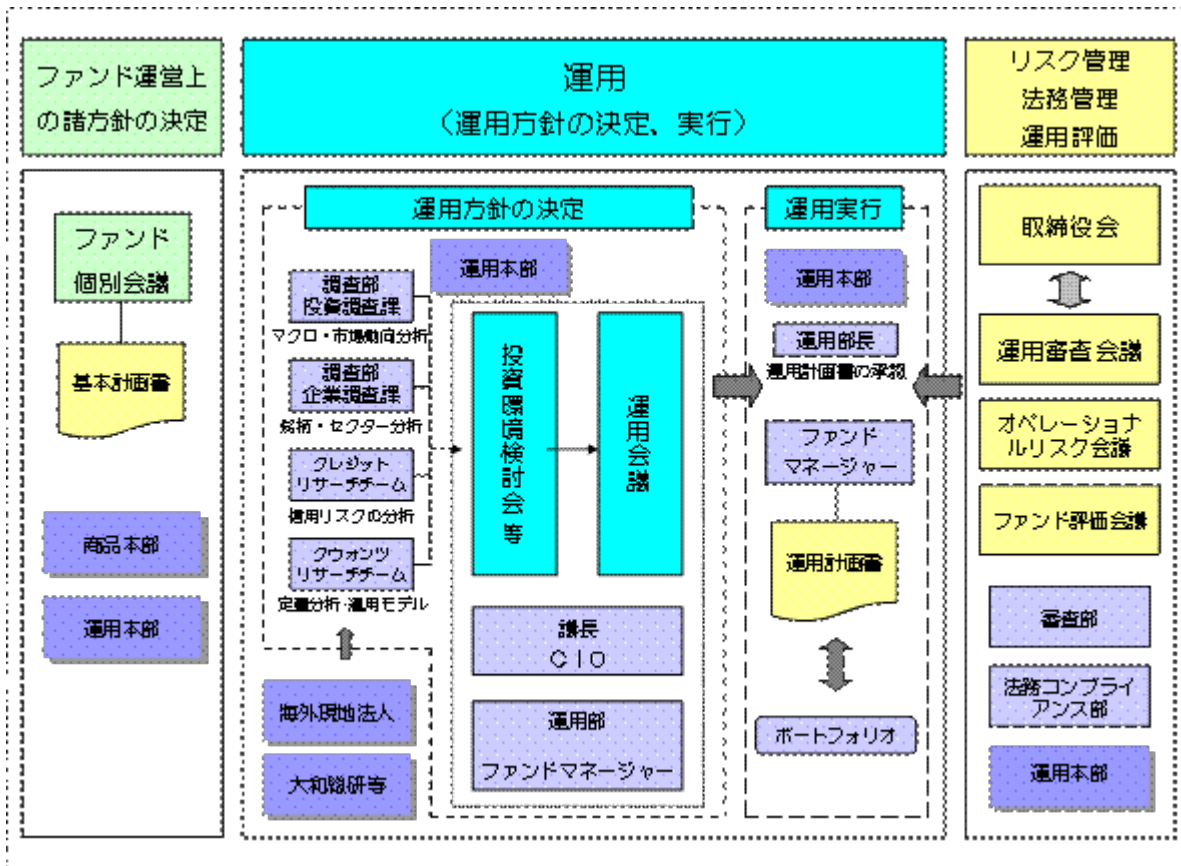 ファンド運営上
の諸方針の決定
運用
（運用方針の決定、実行）
リスク管理
法務管理
運用評価
ファンド
個別会議
基本計画書
商品本部
運用本部
運用方針の決定
運用本部
調査部
投資調査課
マクロ・市場動向分析
調査部
企業調査課
銘柄・セクター分析
クレジット
リサーチチーム
信用リスクの分析
クウォンツ
リサーチチーム
定量分析・運用モデル
海外現地法人
大和総研等
投資環境検討会 等
運用会議
議長
CIO
運用部
ファンドマネージャー
運用実行
運用本部
運用部長
運用計画書の承認
ファンド
マネージャー
運用計画書
ポートフォリオ
取締役会
運用審査会議
オペレーショナ
ルリスク会議
ファンド評価会議
審査部
法務コンプライ
アンス部
運用本部